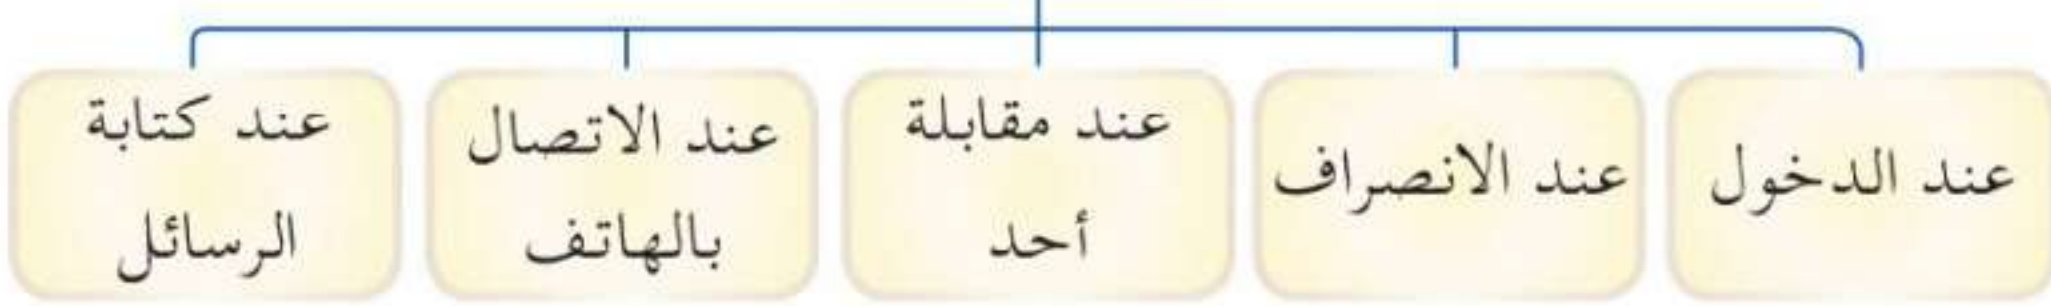 عند الدخول
عند الانصراف
عند مقابلة
أحد
عند الاتصال
بالهاتف
عند كتابة
الرسائل